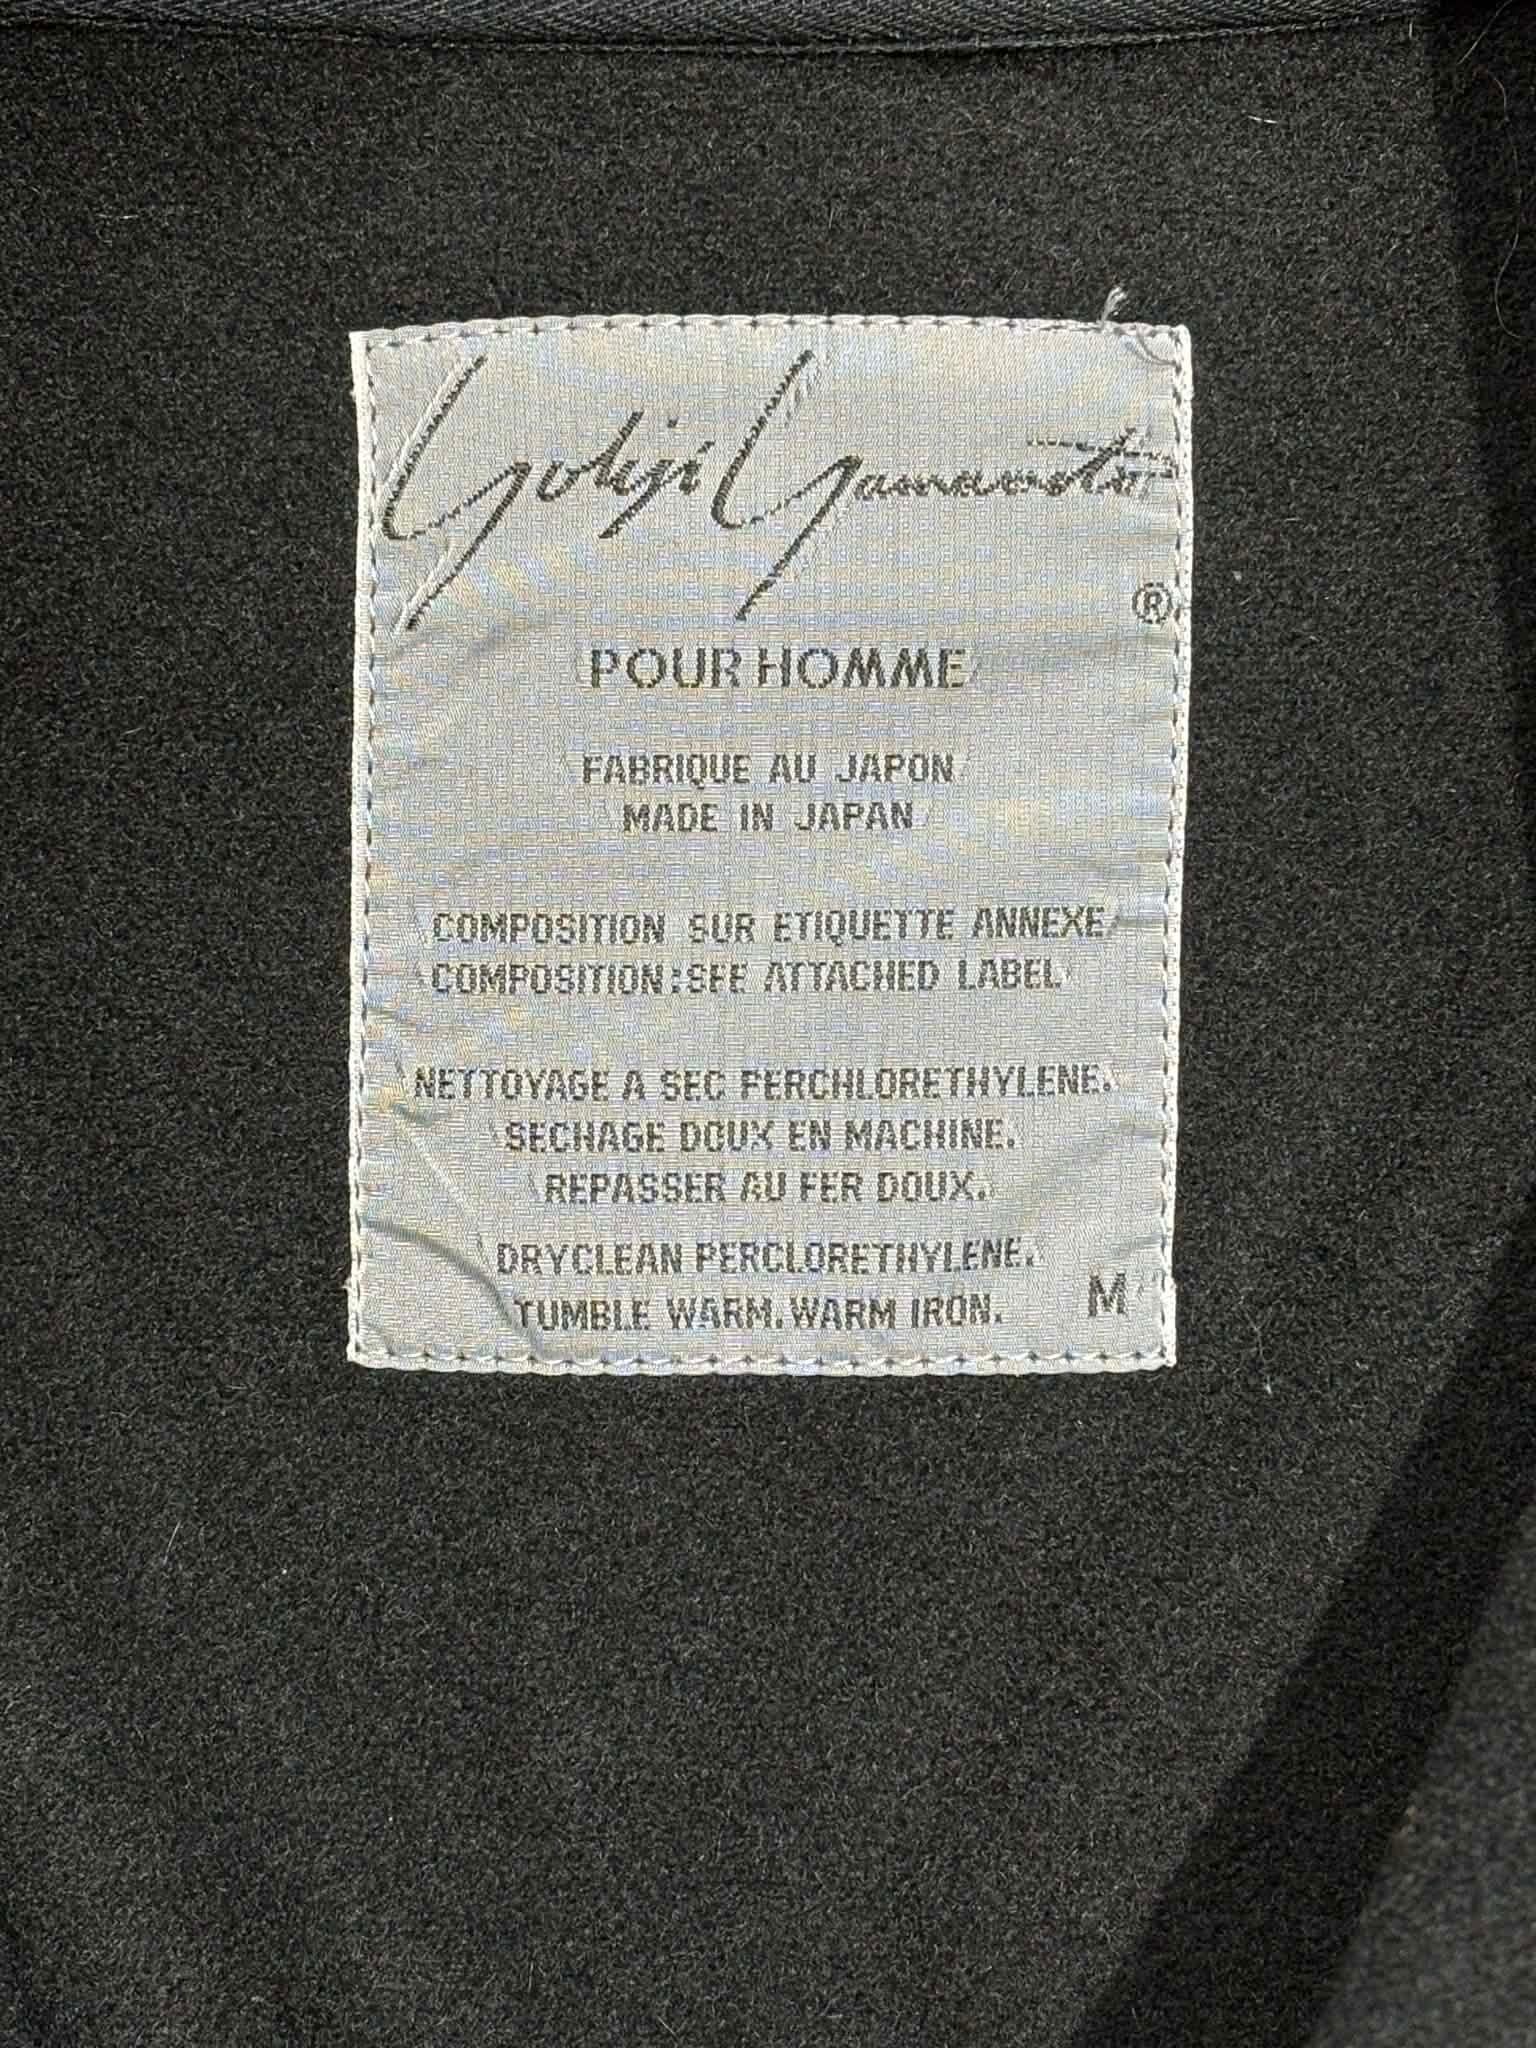 Yohji Yamamoto
®
POUR HOMME
FABRIQUE AU JAPON
MADE IN JAPAN
COMPOSITION SUR ETIQUETTE ANNEXE
COMPOSITION:SEE ATTACHED LABEL
NETTOYAGE A SEC PERCHLORETHYLENE.
SECHAGE DOUX EN MACHINE.
REPASSER AU FER DOUX.
DRYCLEAN PERCLORETHYLENE.
TUMBLE WARM.WARM IRON.
M